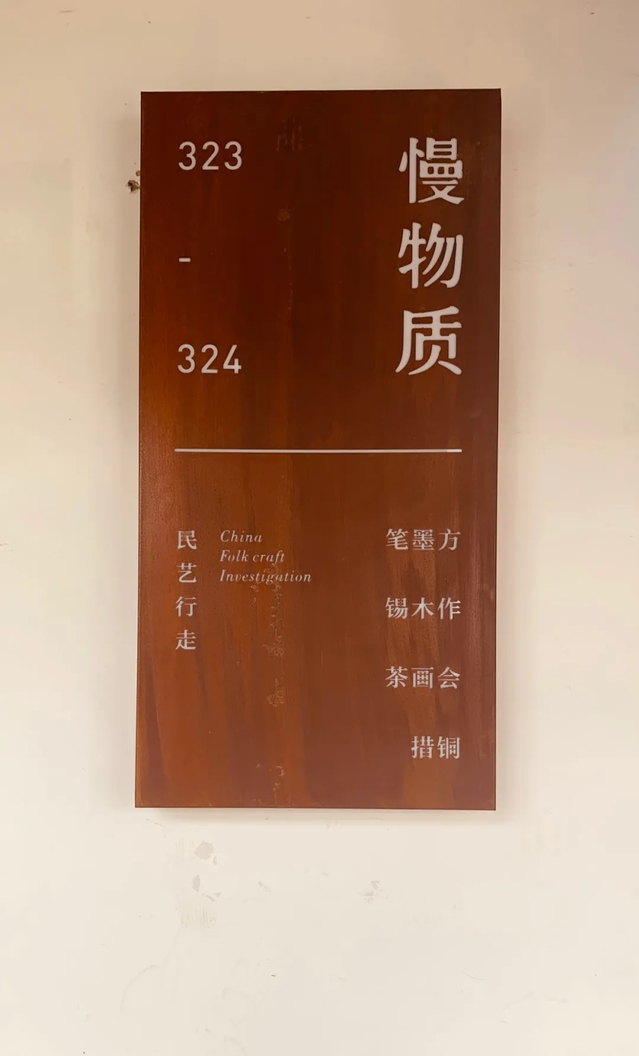 323
-
324
慢物质
民艺行走
China
Folk craft
Investigation
笔墨方
锡木作
茶画会
措铜